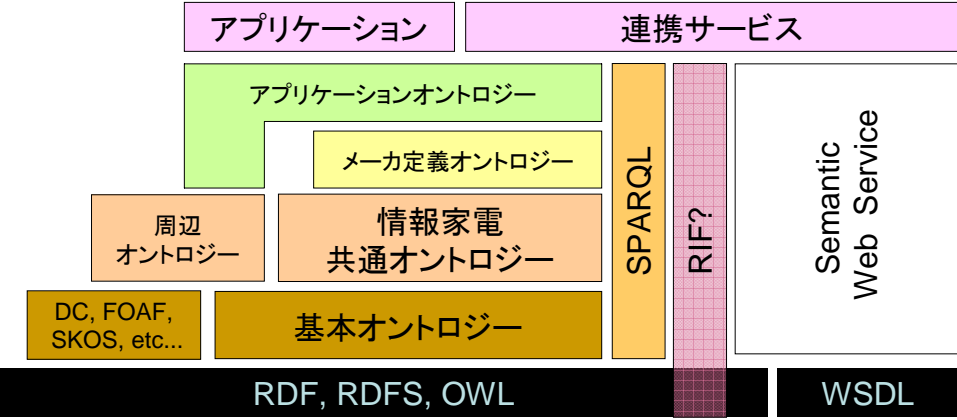 アプリケーション
連携サービス
アプリケーションオントロジー
メーカ定義オントロジー
周辺
オントロジー
情報家電
共通オントロジー
DC, FOAF,
SKOS, etc...
基本オントロジー
SPARQL
RIF?
Semantic
Web Service
RDF, RDFS, OWL
WSDL